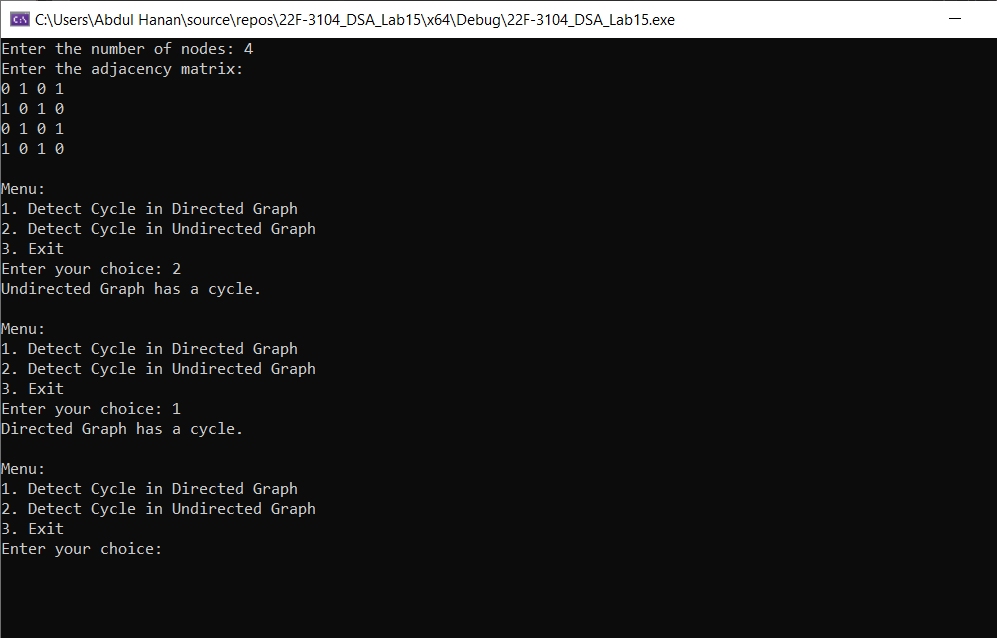 C:\Users\Abdul Hanan\source\repos\22F-3104_DSA_Lab15\x64\Debug\22F-3104_DSA_Lab15.exe
Enter the number of nodes: 4
Enter the adjacency matrix:
0 1 0 1
1 0 1 0
0 1 0 1
1 0 1 0
Menu:
1. Detect Cycle in Directed Graph
2. Detect Cycle in Undirected Graph
3. Exit
Enter your choice: 2
Undirected Graph has a cycle.
Menu:
1. Detect Cycle in Directed Graph
2. Detect Cycle in Undirected Graph
3. Exit
Enter your choice: 1
Directed Graph has a cycle.
Menu:
1. Detect Cycle in Directed Graph
2. Detect Cycle in Undirected Graph
3. Exit
Enter your choice: